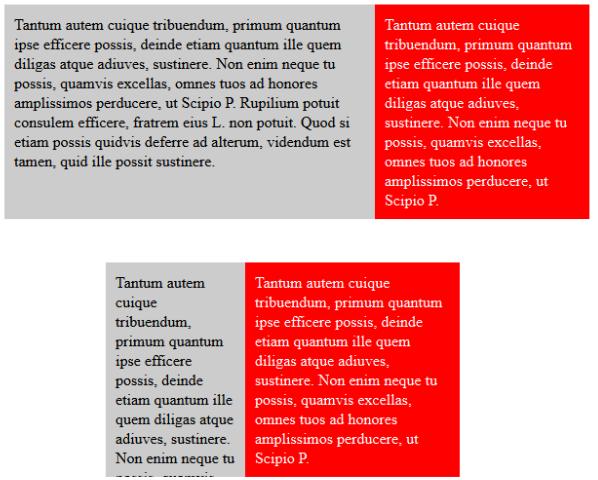 Tantum autem cuique tribuendum, primum quantum
ipse efficere possis, deinde etiam quantum ille quem
diligas atque adiuves, sustinere. Non enim neque tu
possis, quamvis excellas, omnes tuos ad honores
amplissimos perducere, ut Scipio P. Rupilium potuit
consulem efficere, fratrem eius L. non potuit. Quod si
etiam possis quidvis deferre ad alterum, videndum est
tamen, quid ille possit sustinere.
Tantum autem cuique
tribuendum, primum quantum
ipse efficere possis, deinde
etiam quantum ille quem
diligas atque adiuves,
sustinere. Non enim neque tu
possis, quamvis excellas,
omnes tuos ad honores
amplissimos perducere, ut
Scipio P.
Tantum autem
cuique
tribuendum,
primum quantum
ipse efficere
possis, deinde
etiam quantum ille
quem diligas atque
adiuves, sustinere.
Non enim neque tu
Tantum autem cuique
tribuendum, primum quantum
ipse efficere possis, deinde
etiam quantum ille quem
diligas atque adiuves,
sustinere. Non enim neque tu
possis, quamvis excellas,
omnes tuos ad honores
amplissimos perducere, ut
Scipio P.